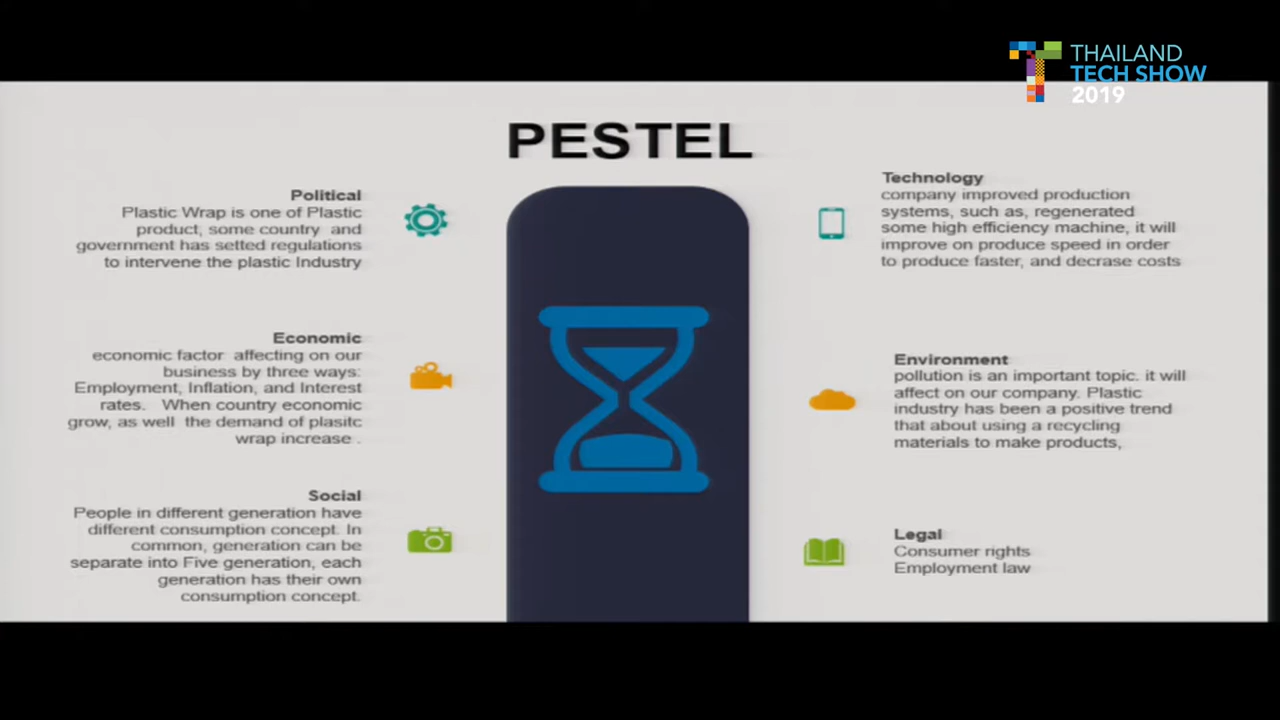 THAILAND
TECH SHOW
2019
PESTEL
Political
Plastic Wrap is one of Plastic
product, some country and
government has setted regulations
to intervene the plastic Industry
Economic
economic factor affecting on our
business by three ways:
Employment, Inflation, and Interest
rates. When country economic
grow, as well the demand of plasitc
wrap increase .
Social
People in different generation have
different consumption concept. In
common, generation can be
separate into Five generation, each
generation has their own
consumption concept.
Technology
company improved production
systems, such as, regenerated
some high efficiency machine, it will
improve on produce speed in order
to produce faster, and decrase costs
Environment
pollution is an important topic. it will
affect on our company. Plastic
industry has been a positive trend
that about using a recycling
materials to make products,
Legal
Consumer rights
Employment law